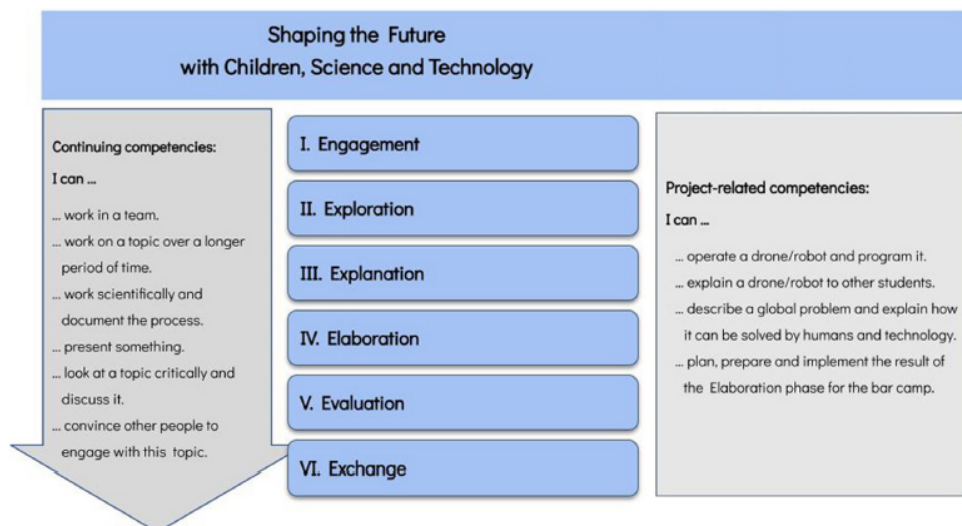 Shaping the Future
with Children, Science and Technology
Continuing competencies:
I can ...
... work in a team.
... work on a topic over a longer
period of time.
... work scientifically and
document the process.
... present something.
... look at a topic critically and
discuss it.
... convince other people to
engage with this topic.
I. Engagement
II. Exploration
III. Explanation
IV. Elaboration
V. Evaluation
VI. Exchange
Project-related competencies:
I can ...
... operate a drone/robot and program it.
... explain a drone/robot to other students.
... describe a global problem and explain how
it can be solved by humans and technology.
... plan, prepare and implement the result of
the Elaboration phase for the bar camp.